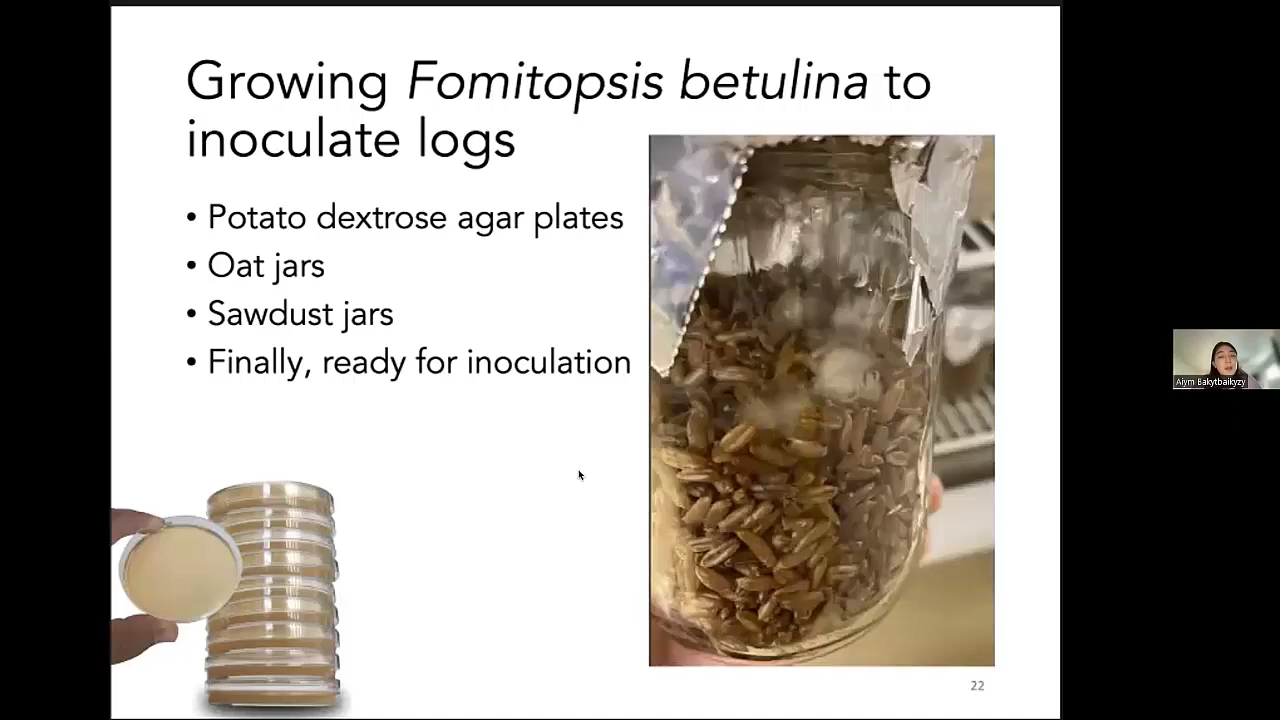 Growing Fomitopsis betulina to
inoculate logs
• Potato dextrose agar plates
• Oat jars
• Sawdust jars
• Finally, ready for inoculation
22
Aiym Bakytbaikyzy